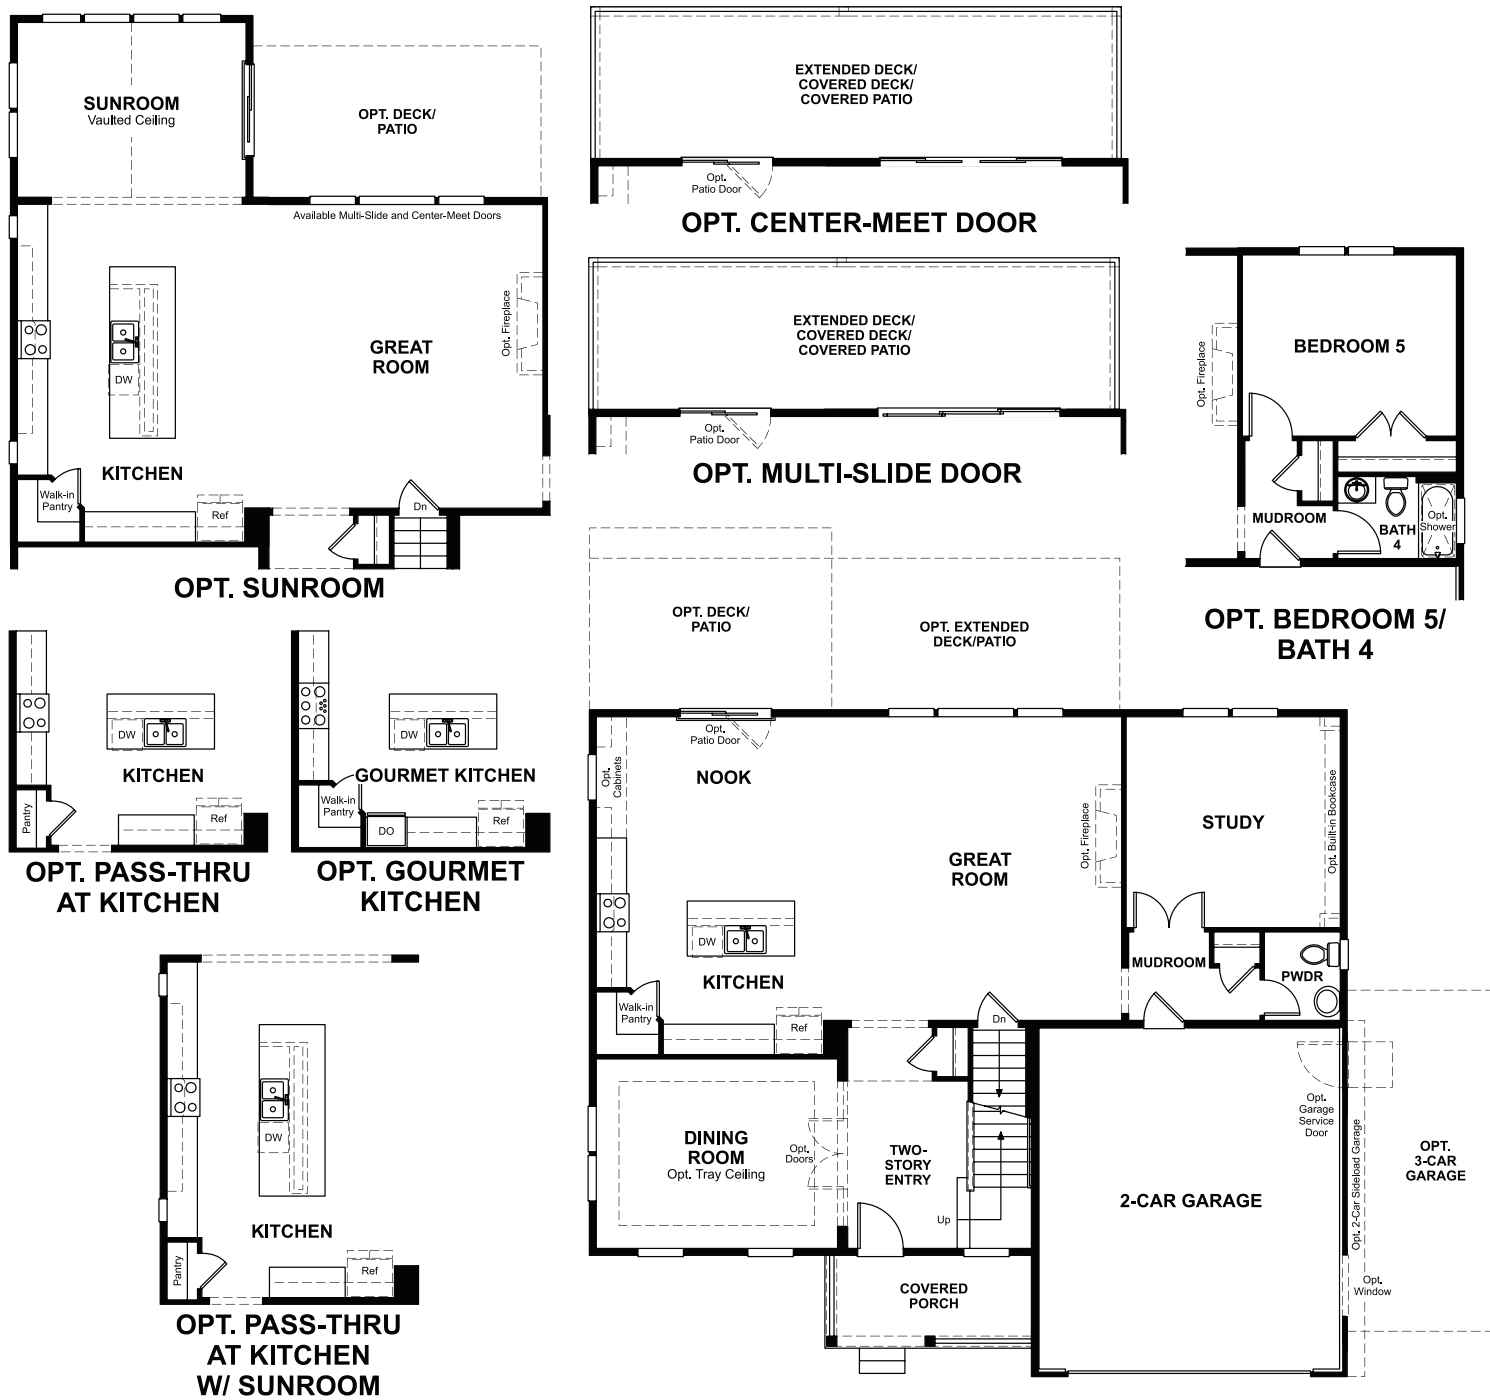 SUNROOM
Vaulted Ceiling
OPT. DECK/
PATIO
Available Multi-Slide and Center-Meet Doors
Opt. Fireplace
GREAT
ROOM
DW
KITCHEN
Walk-in
Pantry
Ref
Dn
OPT. SUNROOM
EXTENDED DECK/
COVERED DECK/
COVERED PATIO
Opt.
Patio Door
OPT. CENTER-MEET DOOR
EXTENDED DECK/
COVERED DECK/
COVERED PATIO
Opt.
Patio Door
OPT. MULTI-SLIDE DOOR
Opt. Fireplace
BEDROOM 5
MUDROOM
BATH
4
Opt.
Shower
OPT. BEDROOM 5/
BATH 4
DW
KITCHEN
Pantry
Ref
OPT. PASS-THRU
AT KITCHEN
DW
GOURMET KITCHEN
Walk-in
Pantry
DO
Ref
OPT. GOURMET
KITCHEN
DW
KITCHEN
Pantry
Ref
OPT. PASS-THRU
AT KITCHEN
W/ SUNROOM
OPT. DECK/
PATIO
OPT. EXTENDED
DECK/PATIO
Opt.
Patio Door
Opt.
Cabinets
NOOK
GREAT
ROOM
Opt. Fireplace
STUDY
Opt. Built-in Bookcase
DW
KITCHEN
Walk-in
Pantry
Ref
Dn
MUDROOM
PWDR
DINING
ROOM
Opt. Tray Ceiling
Opt.
Doors
TWO-
STORY
ENTRY
Up
COVERED
PORCH
2-CAR GARAGE
Opt.
Garage
Service
Door
Opt. 2-Car Sideload Garage
OPT.
3-CAR
GARAGE
Opt.
Window